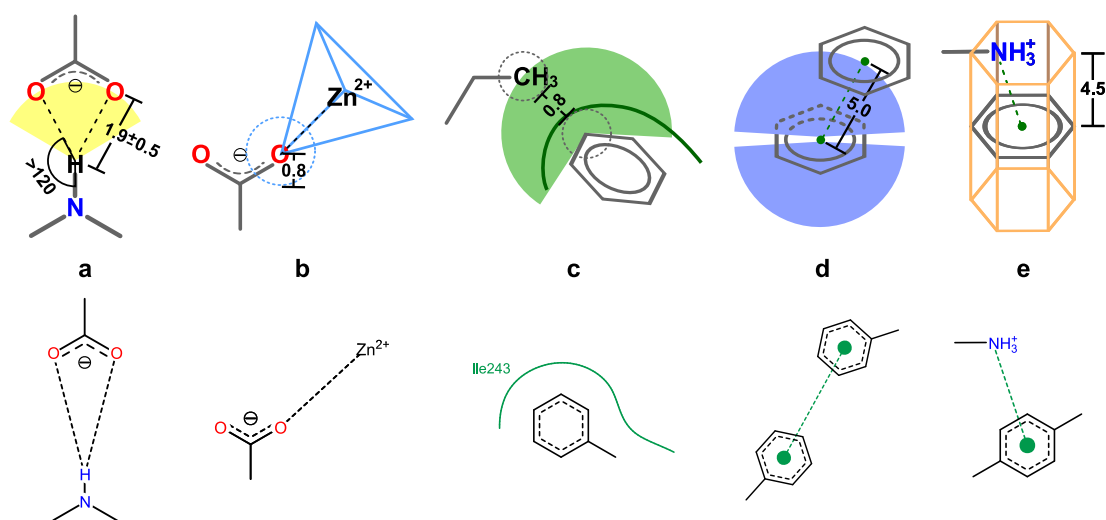 O O
⊖
H
1.9±0.5
>120
N
a
Zn²⁺
O ⊖ O
0.8
b
CH₃
0.8
c
5.0
d
NH₃⁺
4.5
e
O O
⊖
H
N
Zn²⁺
O ⊖ O
Ile243
NH₃⁺